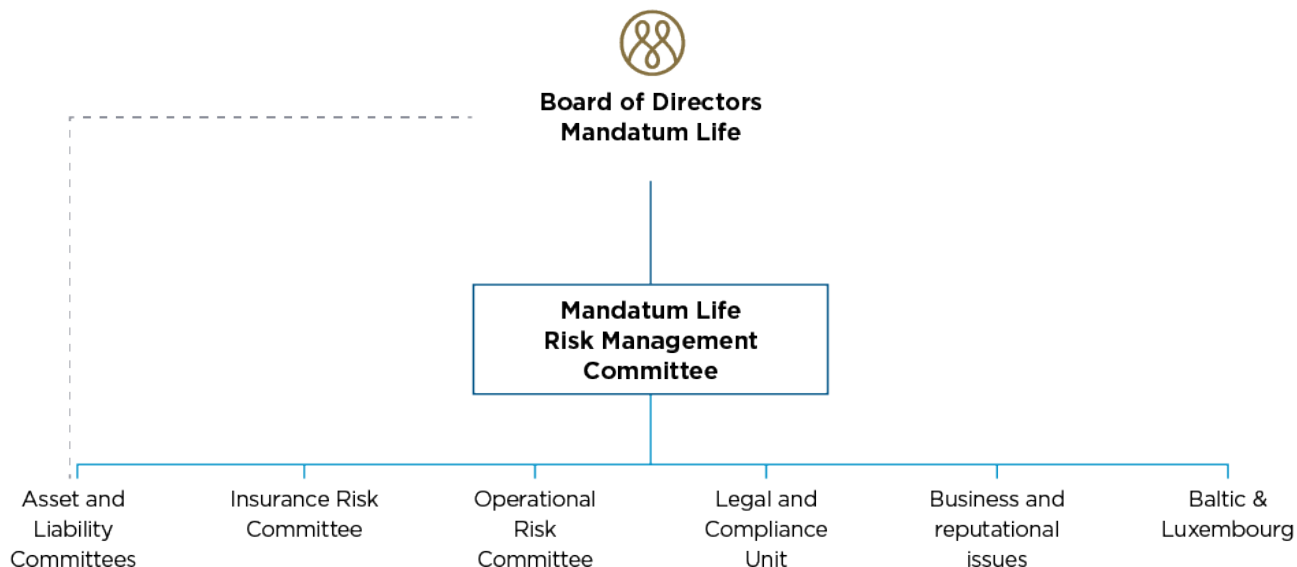 Board of Directors
Mandatum Life
Mandatum Life
Risk Management
Committee
Asset and
Liability
Committees
Insurance Risk
Committee
Operational
Risk
Committee
Legal and
Compliance
Unit
Business and
reputational
issues
Baltic &
Luxembourg